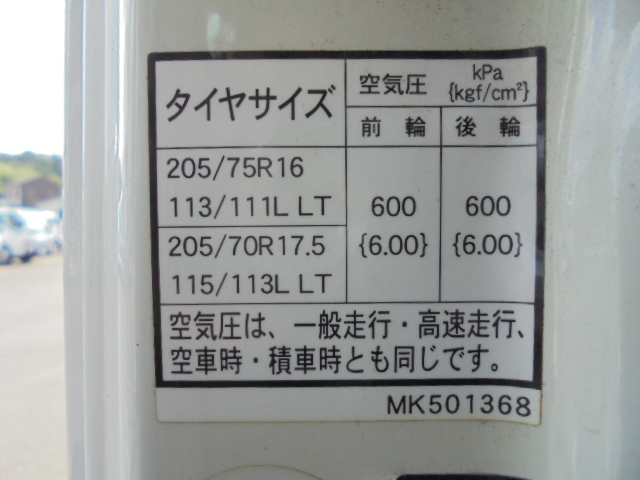 タイヤサイズ
空気圧 kPa {kgf/cm²}
前輪 後輪
205/75R16
113/111L LT
205/70R17.5
115/113L LT
600 600
{6.00} {6.00}
空気圧は、一般走行・高速走行、
空車時・積車時とも同じです。
MK501368